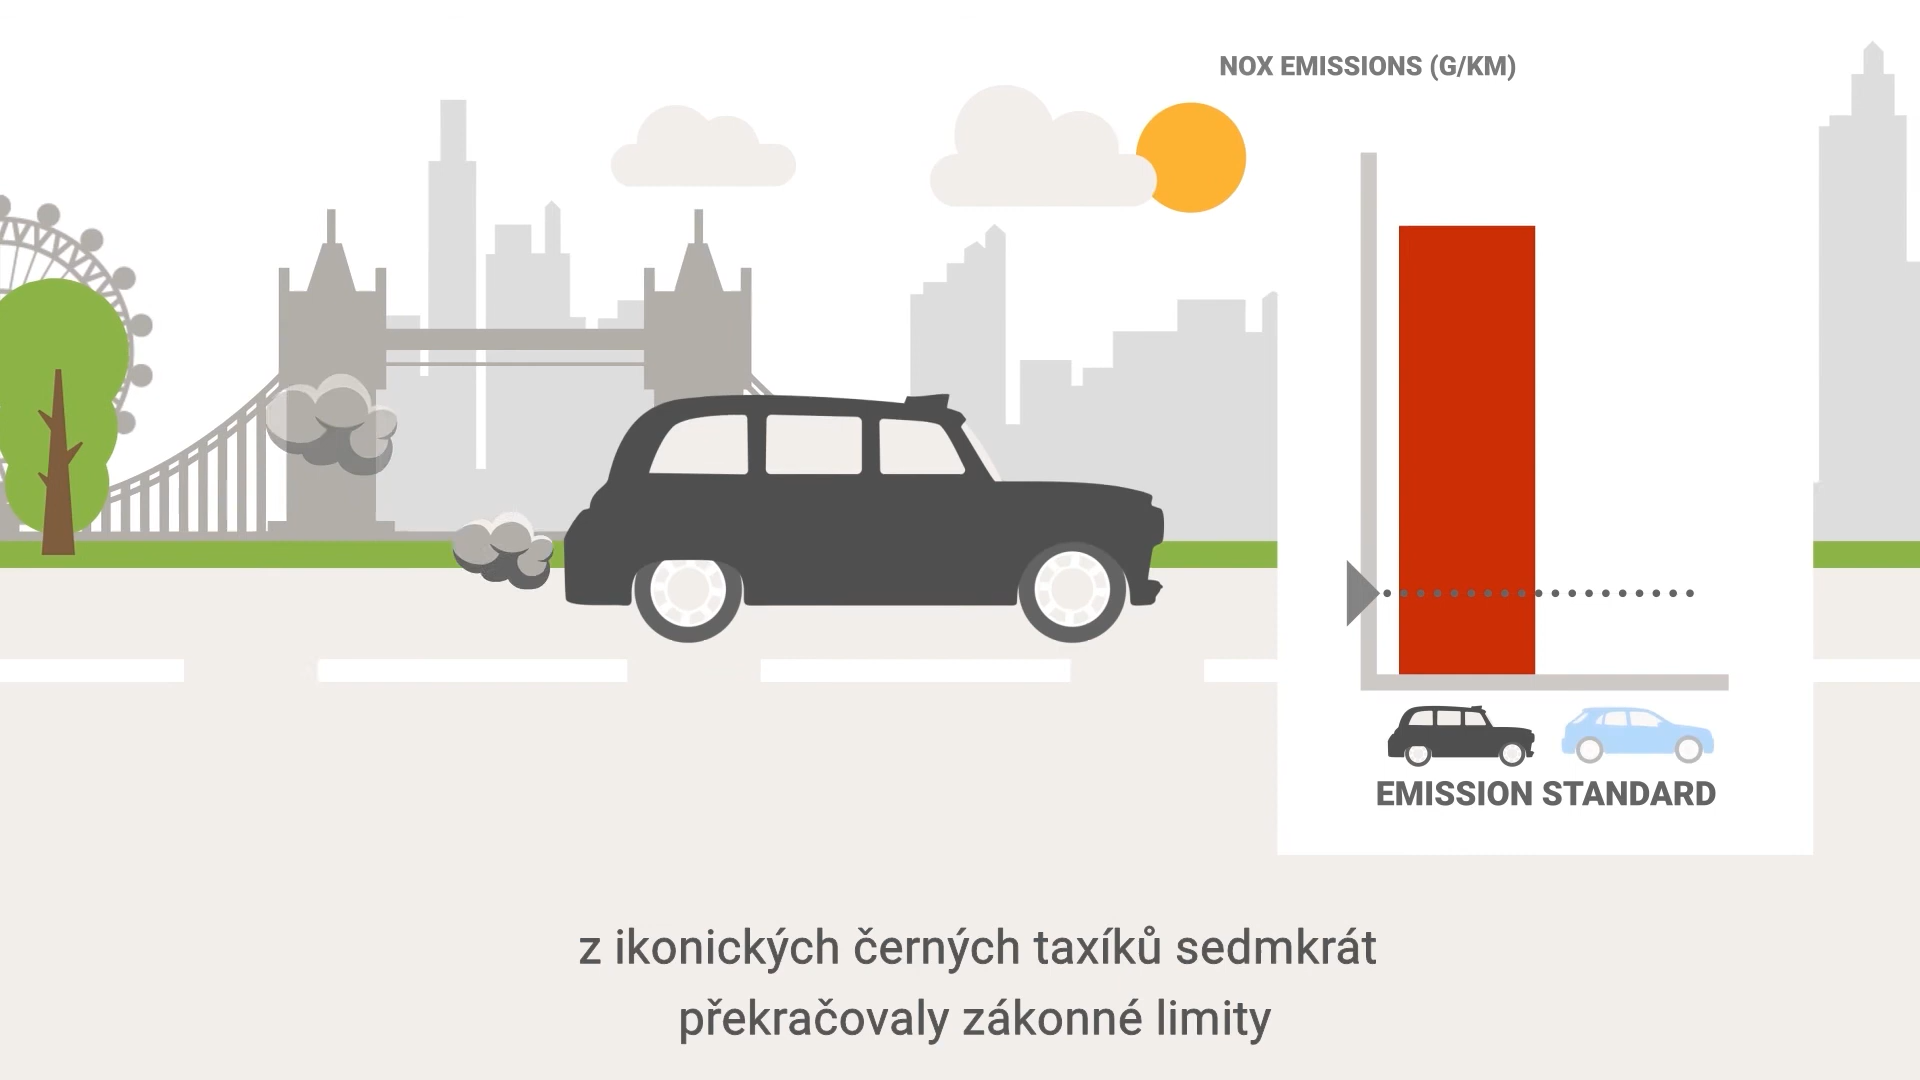 NOX EMISSIONS (G/KM)
EMISSION STANDARD
z ikonických černých taxíků sedmkrát
překračovaly zákonné limity